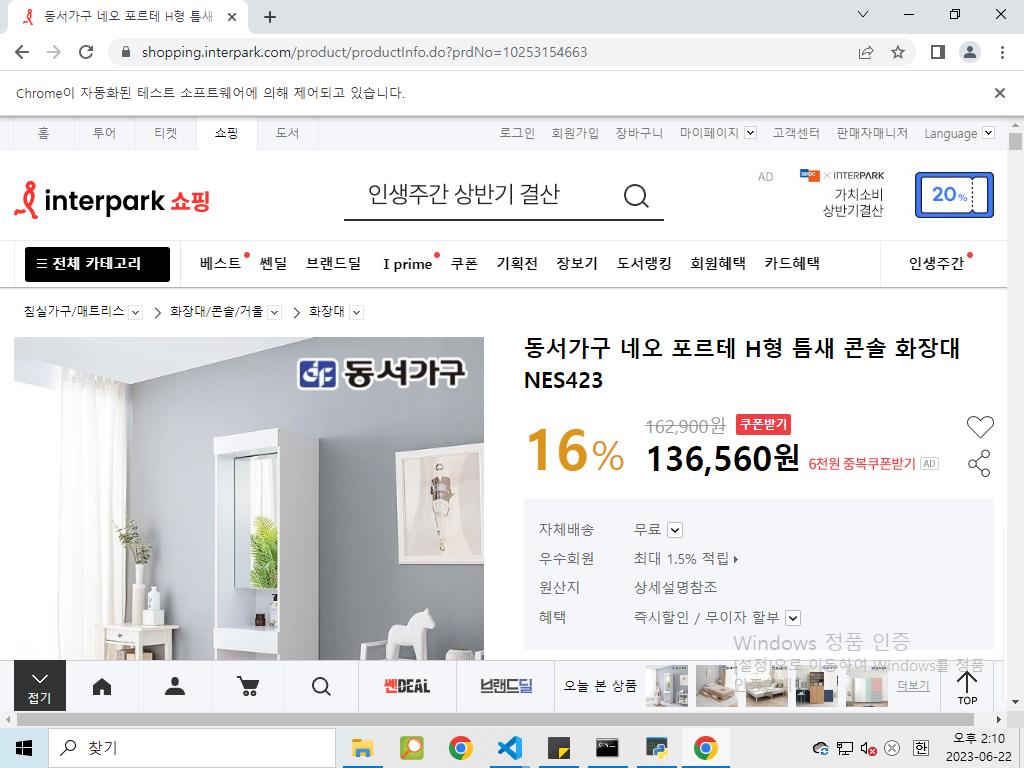 동서가구 네오 포르테 H형 틈새
shopping.interpark.com/product/productInfo.do?prdNo=10253154663
Chrome이 자동화된 테스트 소프트웨어에 의해 제어되고 있습니다.
홈 투어 티켓 쇼핑 도서 로그인 회원가입 장바구니 마이페이지 고객센터 판매자매니저 Language
interpark 쇼핑
인생주간 상반기 결산
AD
× INTERPARK
가치소비
상반기결산
20%
전체 카테고리 베스트 쎈딜 브랜드딜 I prime 쿠폰 기획전 장보기 도서랭킹 회원혜택 카드혜택 인생주간
침실가구/매트리스 화장대/콘솔/거울 화장대
동서가구
동서가구 네오 포르테 H형 틈새 콘솔 화장대
NES423
16%
162,900원 쿠폰받기
136,560원 6천원 중복쿠폰받기 AD
자체배송 무료
우수회원 최대 1.5% 적립
원산지 상세설명참조
혜택 즉시할인 / 무이자 할부
Windows 정품 인증
[설정]으로 이동하여 Windows를 정품
접기
쎈DEAL
브랜드딜
오늘 본 상품
더보기
TOP
찾기
한
오후 2:10
2023-06-22